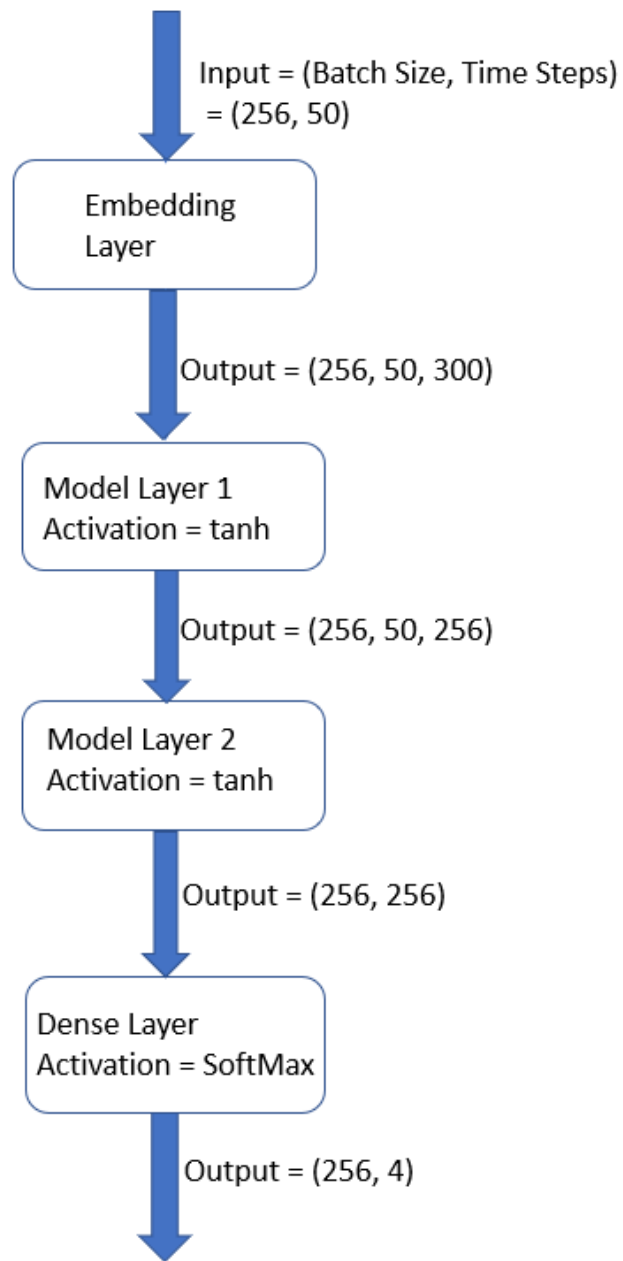 Input = (Batch Size, Time Steps)
= (256, 50)
Embedding
Layer
Output = (256, 50, 300)
Model Layer 1
Activation = tanh
Output = (256, 50, 256)
Model Layer 2
Activation = tanh
Output = (256, 256)
Dense Layer
Activation = SoftMax
Output = (256, 4)